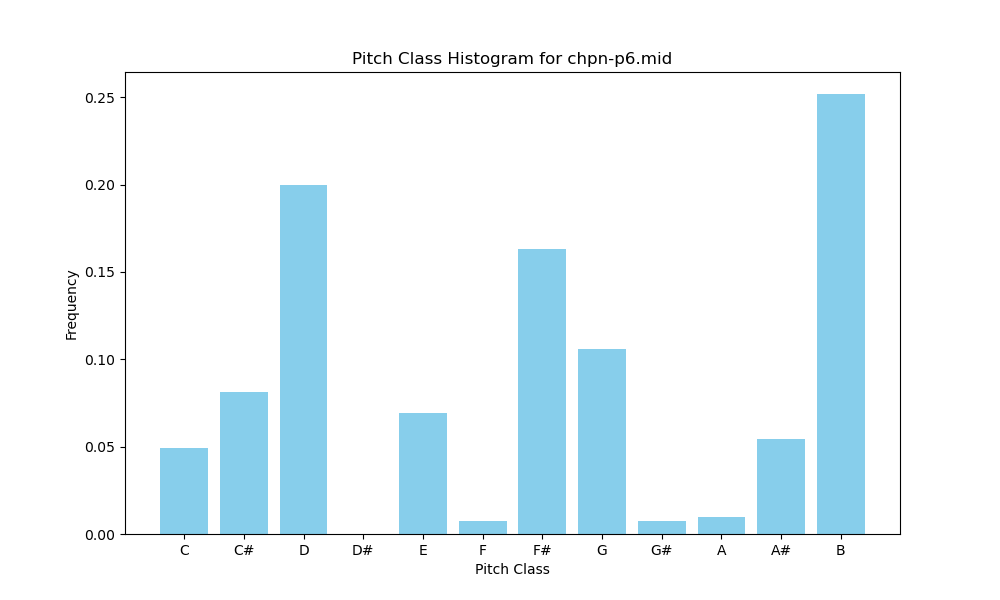 Pitch Class Histogram for chpn-p6.mid
Frequency
0.25
0.20
0.15
0.10
0.05
0.00
C C# D D# E F F# G G# A A# B
Pitch Class